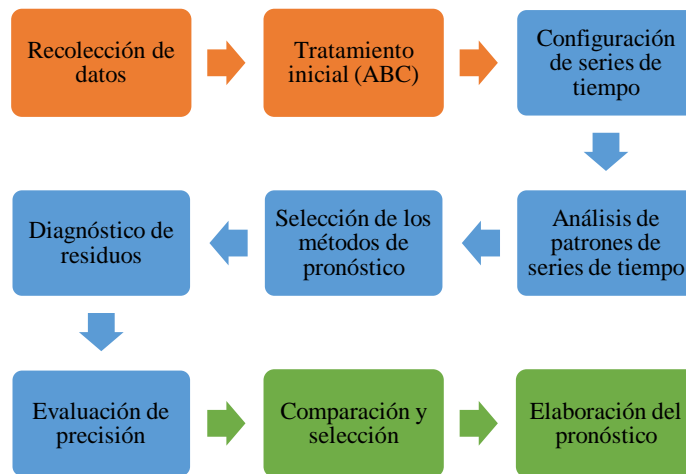 Recolección de
datos
Tratamiento
inicial (ABC)
Configuración
de series de
tiempo
Análisis de
patrones de
series de tiempo
Selección de los
métodos de
pronóstico
Diagnóstico de
residuos
Evaluación de
precisión
Comparación y
selección
Elaboración del
pronóstico